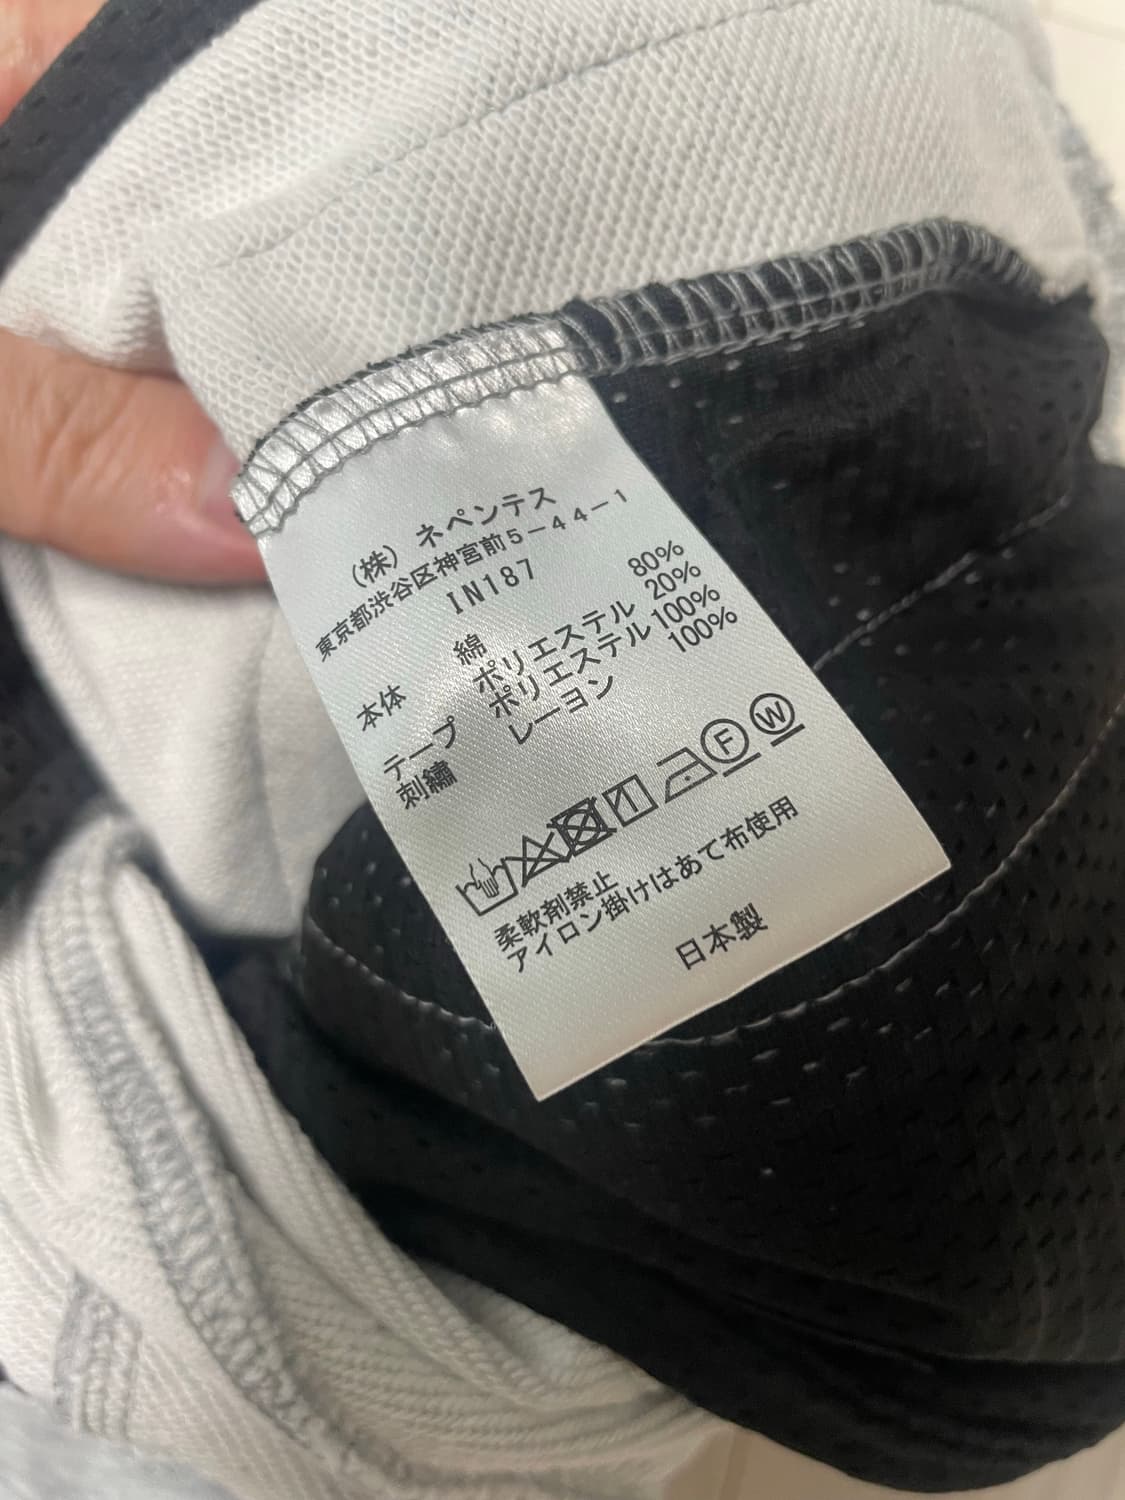 (株) ネペンテス
東京都渋谷区神宮前5-44-1
IN187
本体 綿 80%
ポリエステル 20%
テープ ポリエステル 100%
刺繍 レーヨン 100%
F W
柔軟剤禁止
アイロン掛けはあて布使用
日本製